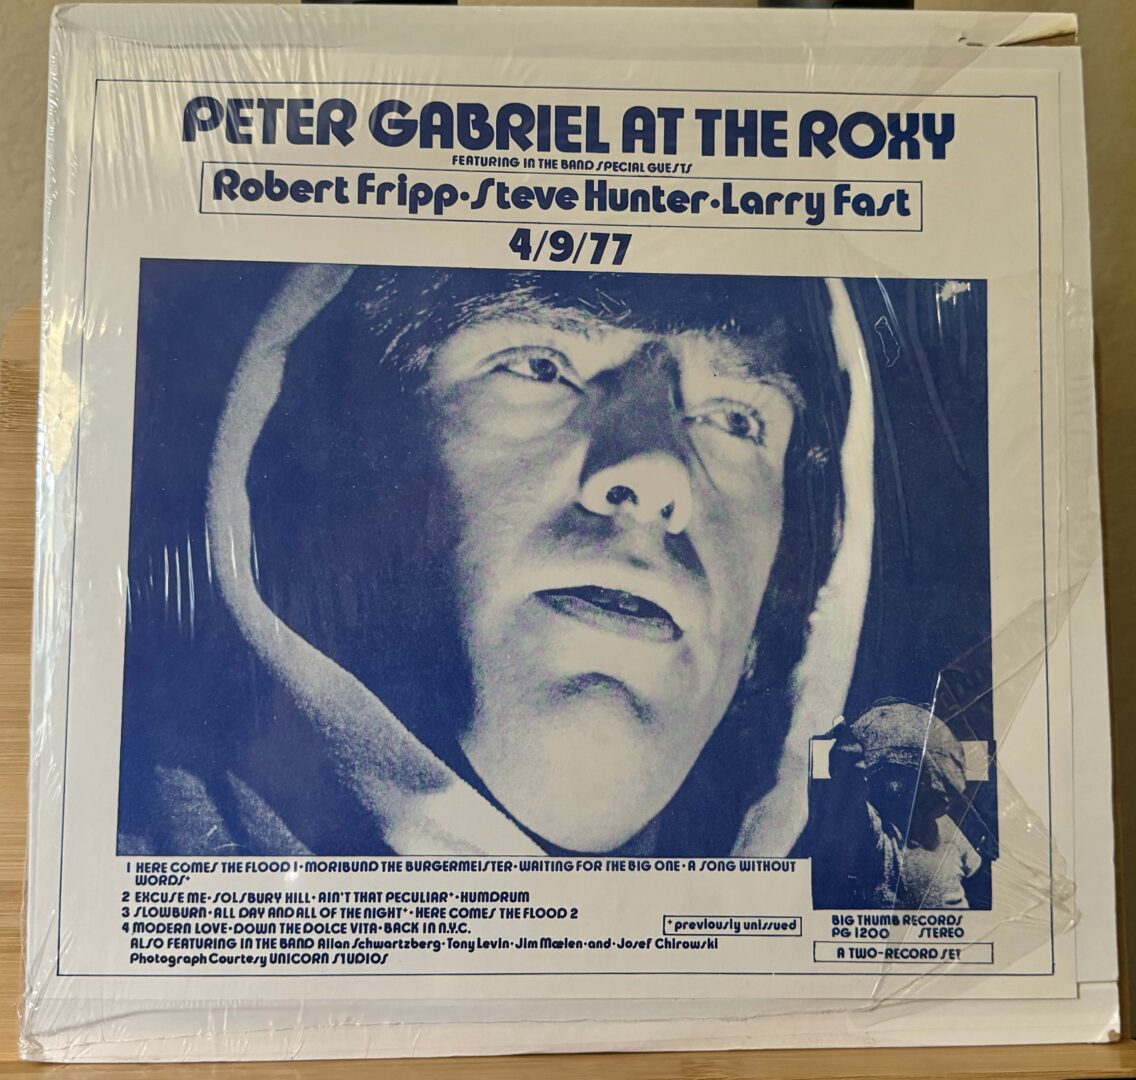 PETER GABRIEL AT THE ROXY
FEATURING IN THE BAND SPECIAL GUESTS
Robert Fripp·Steve Hunter·Larry Fast
4/9/77
1 HERE COMES THE FLOOD 1·MORIBUND THE BURGERMEISTER·WAITING FOR THE BIG ONE·A SONG WITHOUT
WORDS+
2 EXCUSE ME·SOLSBURY HILL·AIN'T THAT PECULIAR+·HUMDRUM
3 SLOWBURN·ALL DAY AND ALL OF THE NIGHT+·HERE COMES THE FLOOD 2
4 MODERN LOVE·DOWN THE DOLCE VITA·BACK IN N.Y.C.
ALSO FEATURING IN THE BAND Allan Schwartzberg·Tony Levin·Jim Maelen·and·Josef Chirowski
Photograph Courtesy UNICORN STUDIOS
+previously unissued
BIG THUMB RECORDS
PG 1200 STEREO
A TWO-RECORD SET